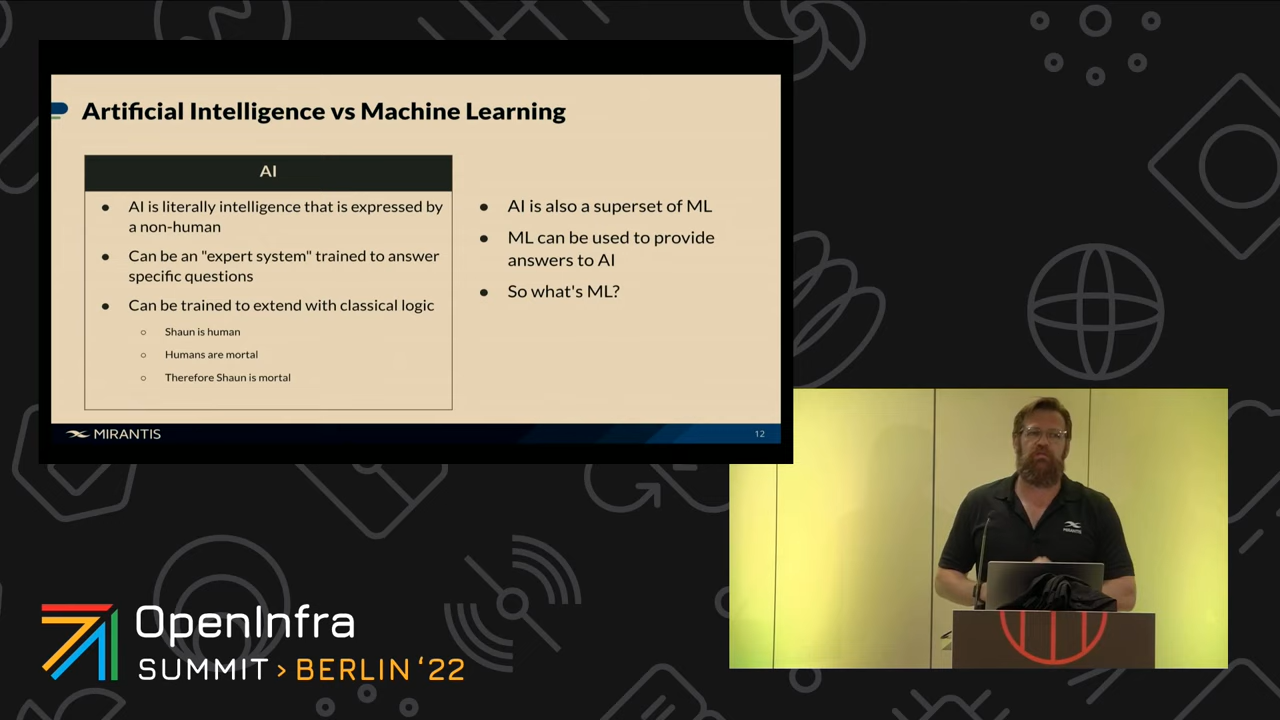 Artificial Intelligence vs Machine Learning
AI
● AI is literally intelligence that is expressed by
a non-human
● Can be an "expert system" trained to answer
specific questions
● Can be trained to extend with classical logic
○ Shaun is human
○ Humans are mortal
○ Therefore Shaun is mortal
● AI is also a superset of ML
● ML can be used to provide
answers to AI
● So what's ML?
MIRANTIS
12
MIRANTIS
OpenInfra
SUMMIT > BERLIN ‘22